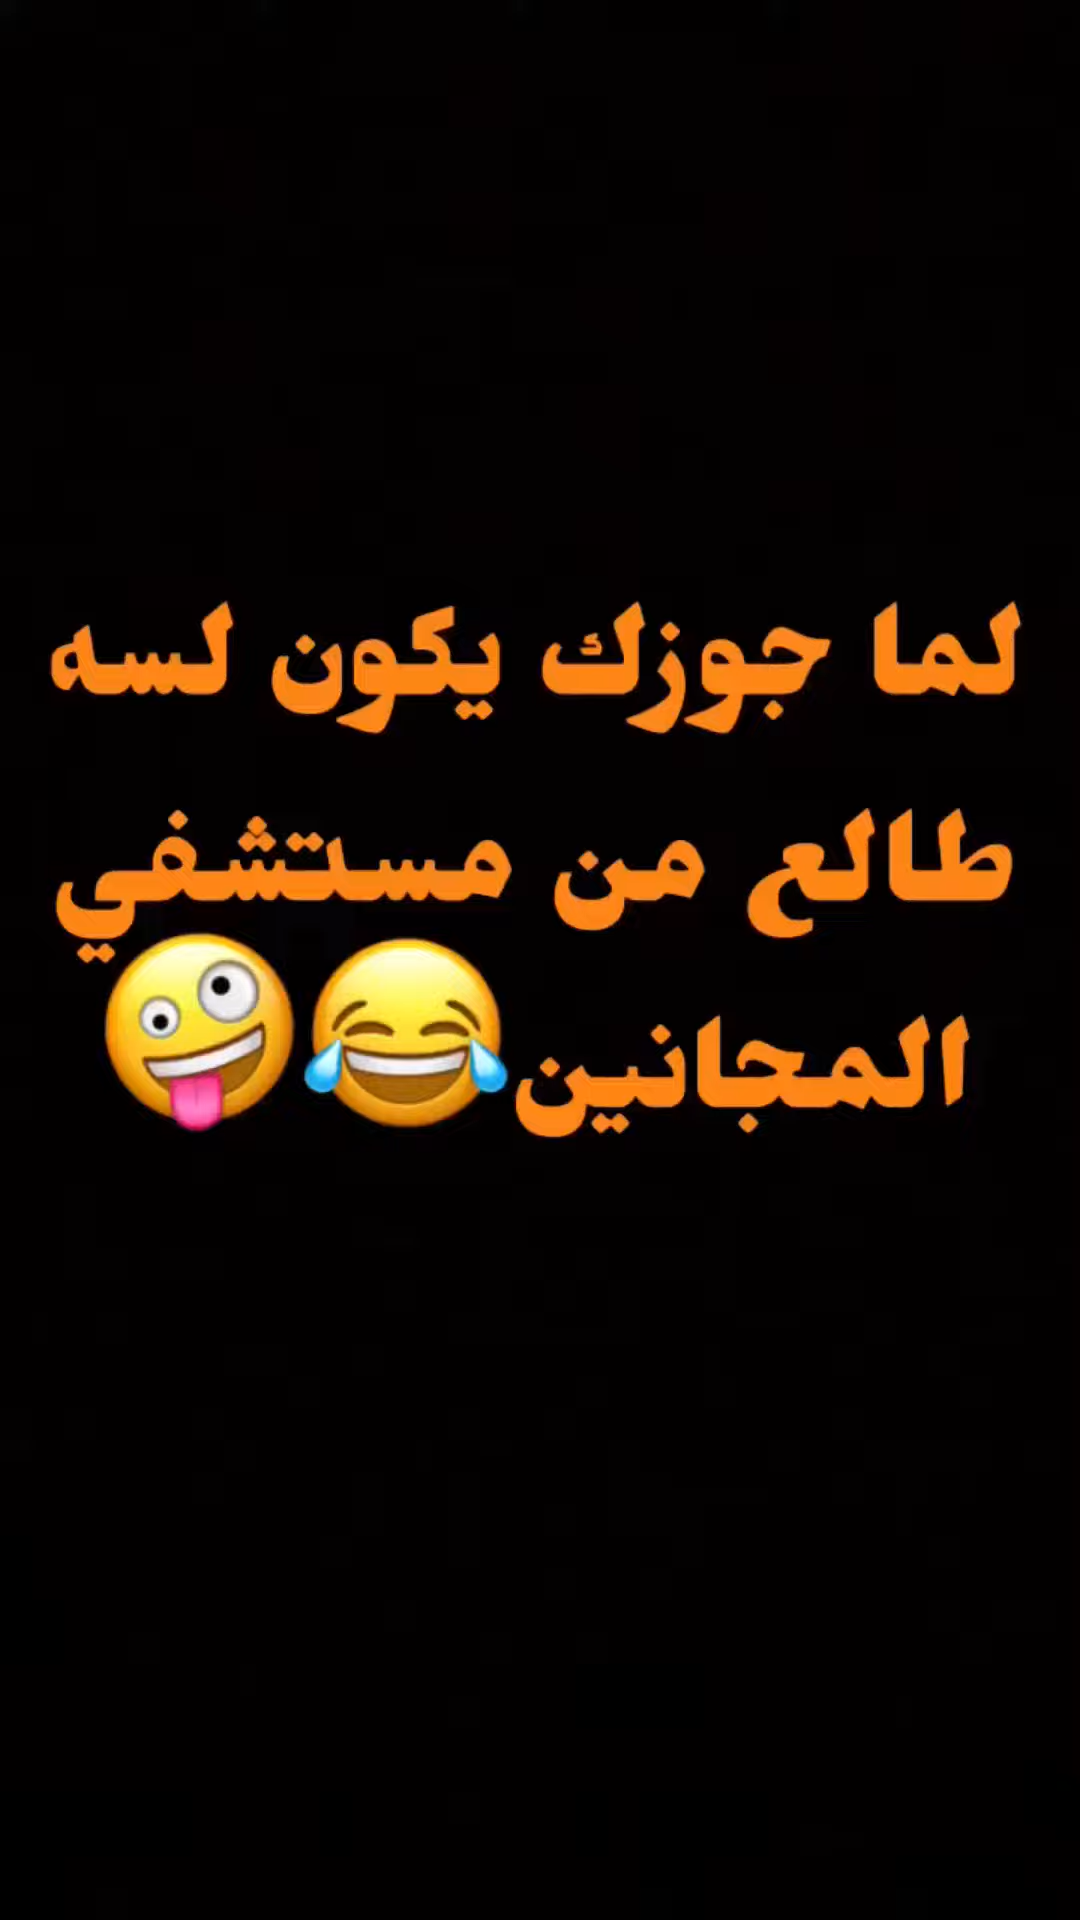 لما جوزك يكون لسه
طالع من مستشفي
المجانين😂🤪